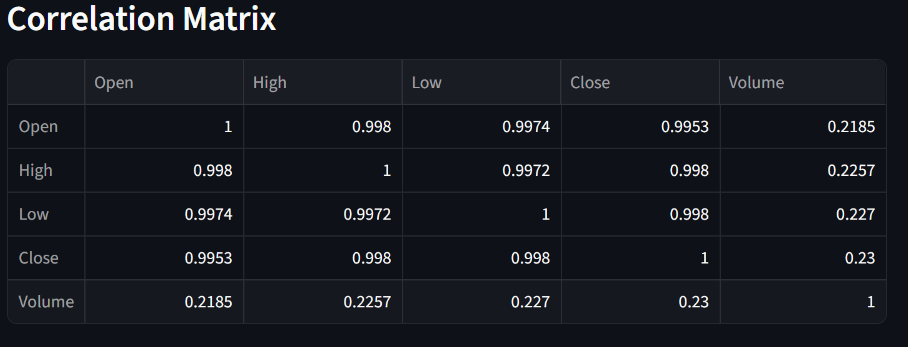 Correlation Matrix
Open High Low Close Volume
Open 1 0.998 0.9974 0.9953 0.2185
High 0.998 1 0.9972 0.998 0.2257
Low 0.9974 0.9972 1 0.998 0.227
Close 0.9953 0.998 0.998 1 0.23
Volume 0.2185 0.2257 0.227 0.23 1